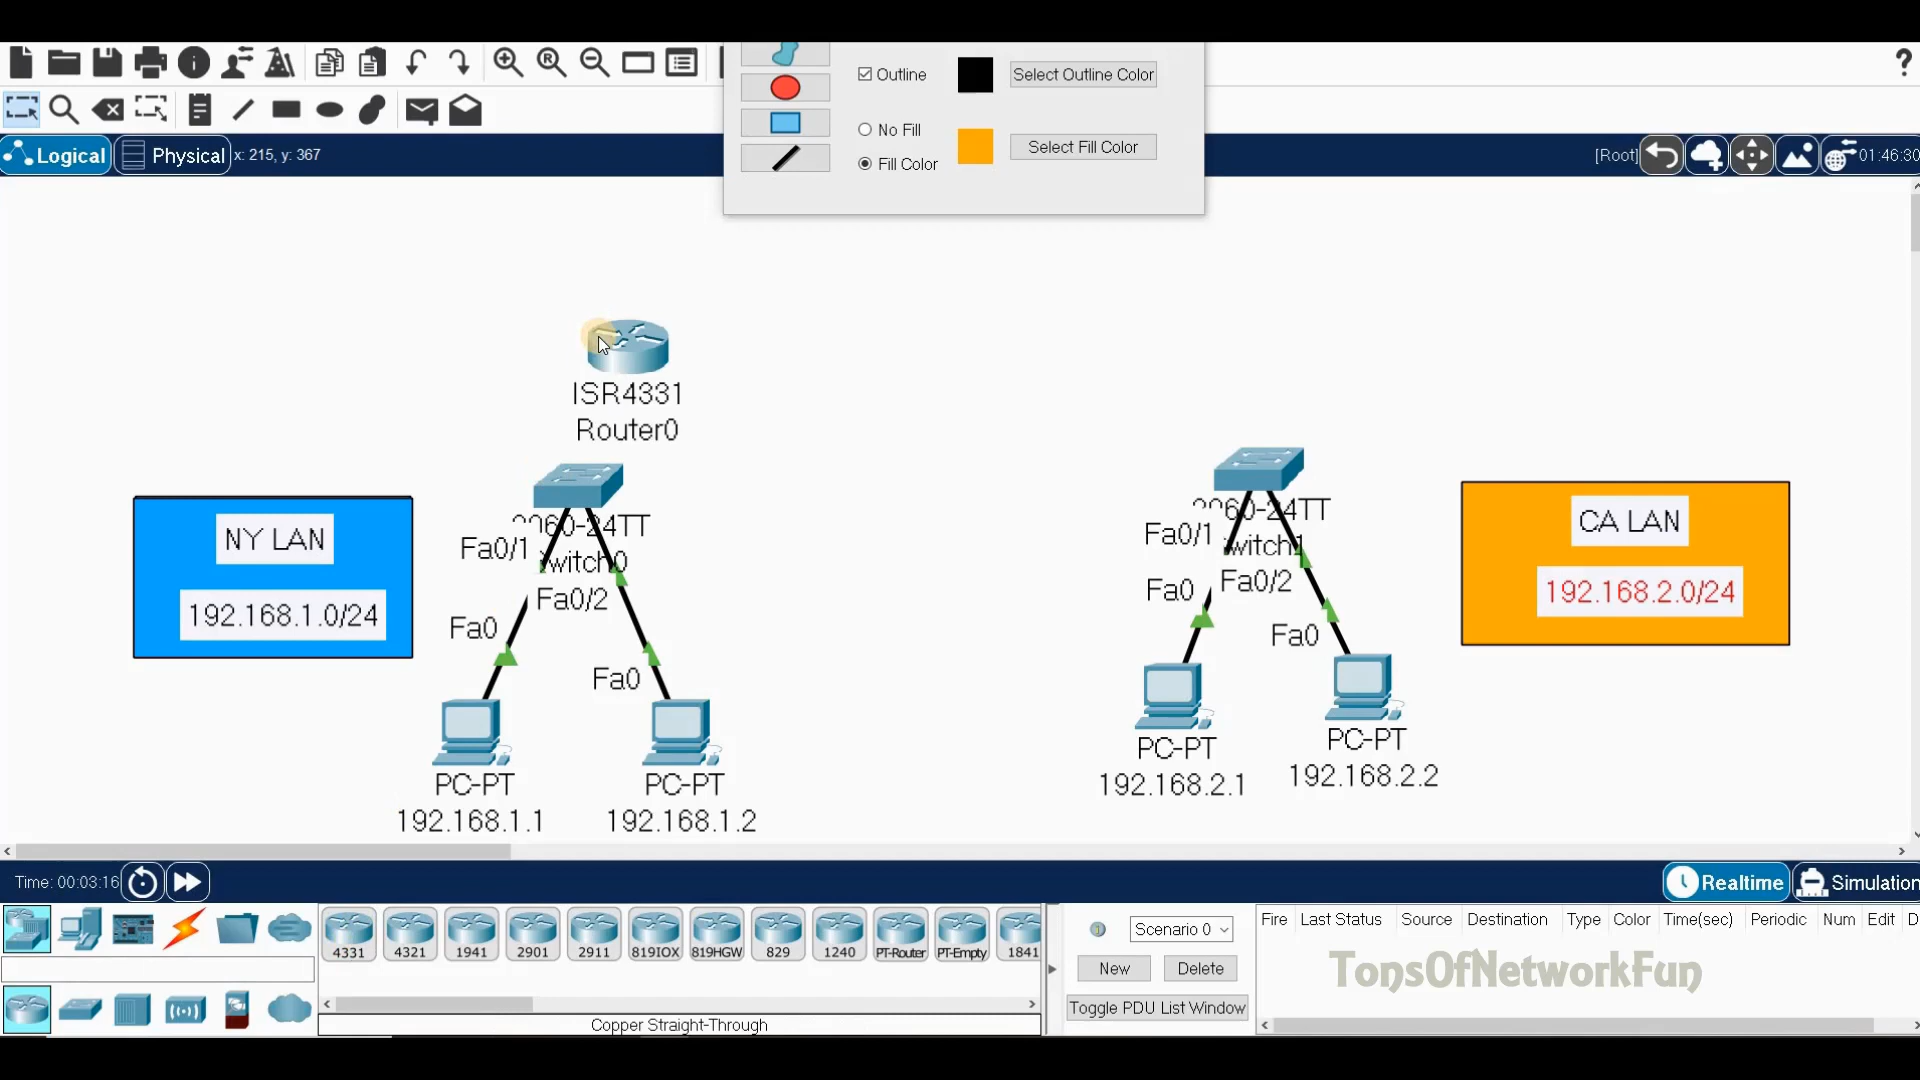 Outline
Select Outline Color
No Fill
Select Fill Color
Fill Color
?
Logical
Physical
x: 215, y: 367
[Root]
01:46:30
ISR4331
Router0
NY LAN
192.168.1.0/24
Fa0/1
Fa0/2
Fa0
Fa0
PC-PT
192.168.1.1
PC-PT
192.168.1.2
Fa0/1
Fa0/2
Fa0
Fa0
PC-PT
192.168.2.1
PC-PT
192.168.2.2
CA LAN
192.168.2.0/24
Time: 00:03:16
Realtime
Simulation
4331
4321
1941
2901
2911
819IOX
819HGW
829
1240
PT-Router
PT-Empty
1841
Copper Straight-Through
Scenario 0
New
Delete
Toggle PDU List Window
Fire Last Status Source Destination Type Color Time(sec) Periodic Num Edit D
TonsOfNetworkFun